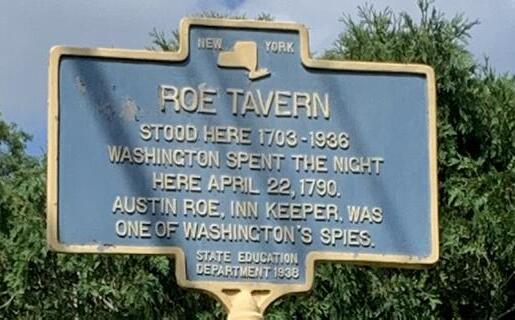 NEW YORK
ROE TAVERN
STOOD HERE 1703-1936
WASHINGTON SPENT THE NIGHT
HERE APRIL 22, 1790.
AUSTIN ROE, INN KEEPER, WAS
ONE OF WASHINGTON'S SPIES.
STATE EDUCATION
DEPARTMENT 1938